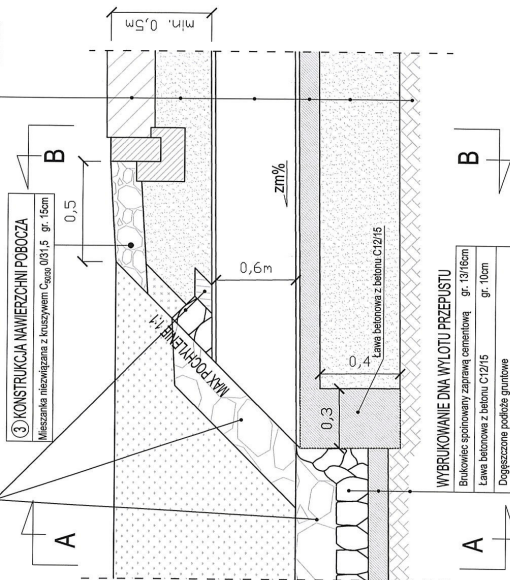 min. 0,5m
③ KONSTRUKCJA NAWIERZCHNI POBOCZA
Mieszanka niezwiązana z kruszywem C50/30 0/31,5 gr. 15cm
B
0,5
A
MAX POCHYLENIE 1:1
0,6m
zm%
Ława betonowa z betonu C12/15
0,4
0,3
WYBRUKOWANIE DNA WYLOTU PRZEPUSTU
Brukowiec spoinowany zaprawą cementową gr. 13/16cm
Ława betonowa z betonu C12/15 gr. 10cm
Dogęszczone podłoże gruntowe
B
A